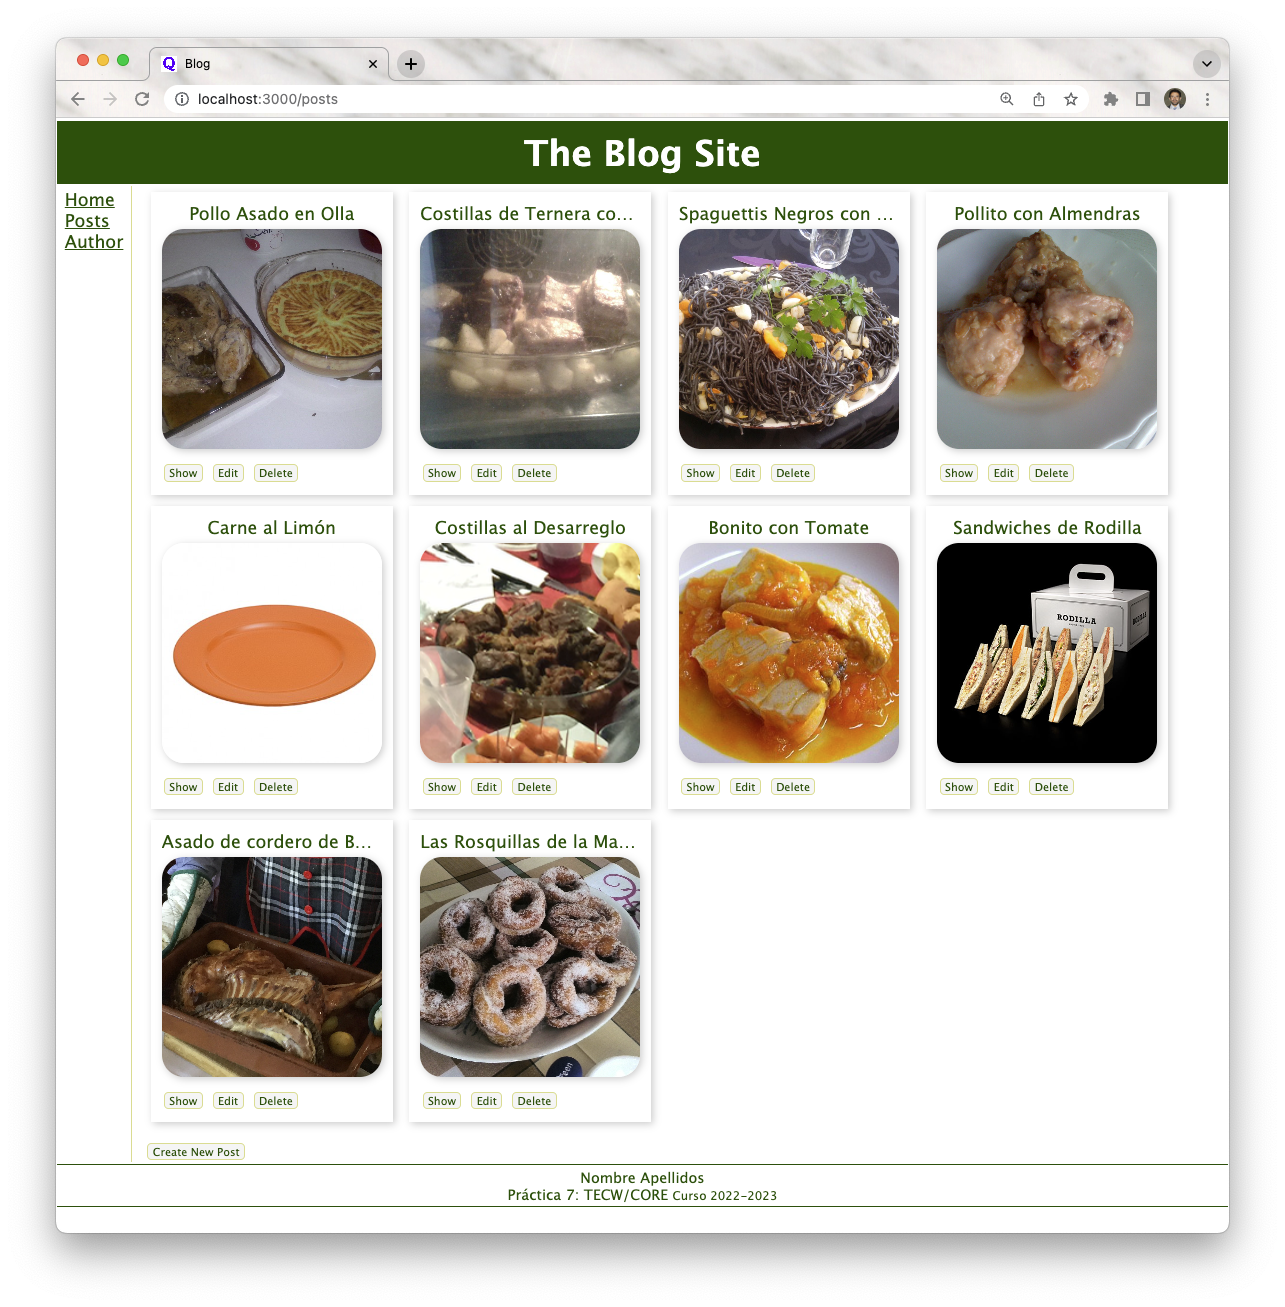 Blog
localhost:3000/posts
The Blog Site
Home
Posts
Author
Pollo Asado en Olla
Show Edit Delete
Costillas de Ternera co...
Show Edit Delete
Spaguettis Negros con ...
Show Edit Delete
Pollito con Almendras
Show Edit Delete
Carne al Limón
Show Edit Delete
Costillas al Desarreglo
Show Edit Delete
Bonito con Tomate
Show Edit Delete
Sandwiches de Rodilla
RODILLA
Show Edit Delete
Asado de cordero de B...
Show Edit Delete
Las Rosquillas de la Ma...
Show Edit Delete
Create New Post
Nombre Apellidos
Práctica 7: TECW/CORE Curso 2022-2023